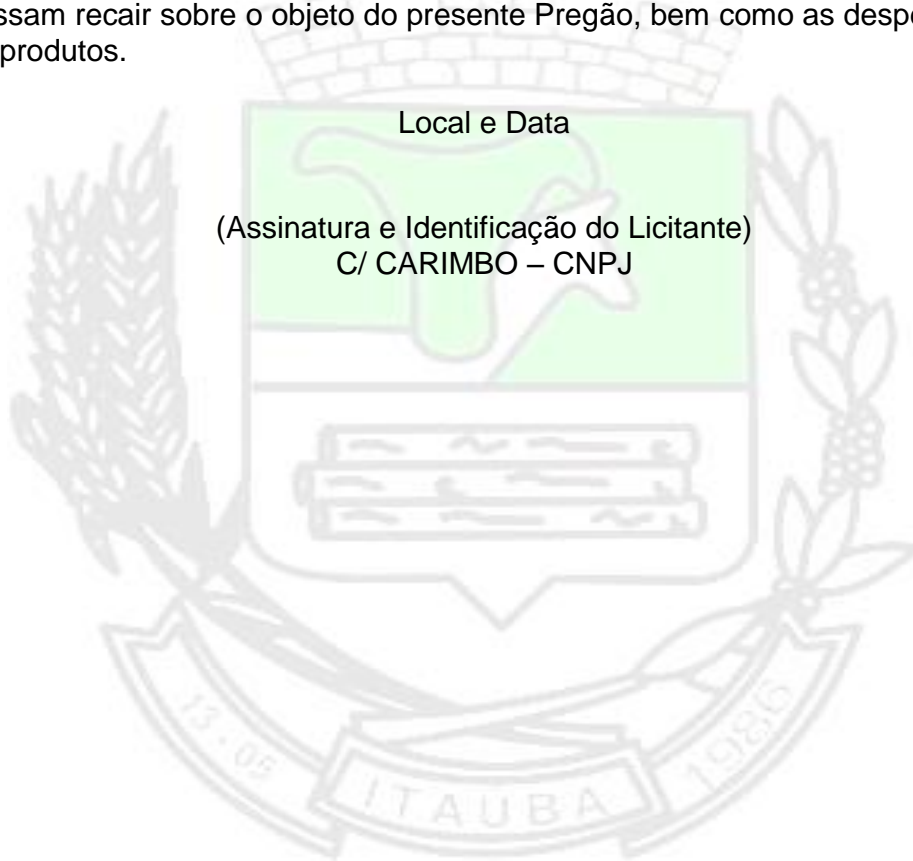 ssam recair sobre o objeto do presente Pregão, bem como as desp
produtos.
Local e Data
(Assinatura e Identificação do Licitante)
C/ CARIMBO – CNPJ
13 - 05
ITAUBA
1986